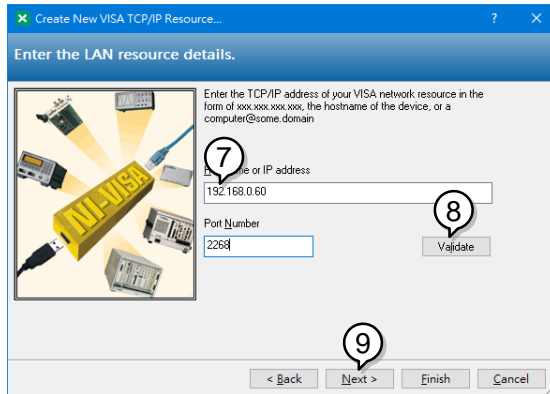 Create New VISA TCP/IP Resource...
? X
Enter the LAN resource details.
Enter the TCP/IP address of your VISA network resource in the
form of xxx.xxx.xxx.xxx, the hostname of the device, or a
computer@some.domain
7
or IP address
192.168.0.60
8
Port Number
2268
Validate
NI-VISA
9
< Back Next > Finish Cancel